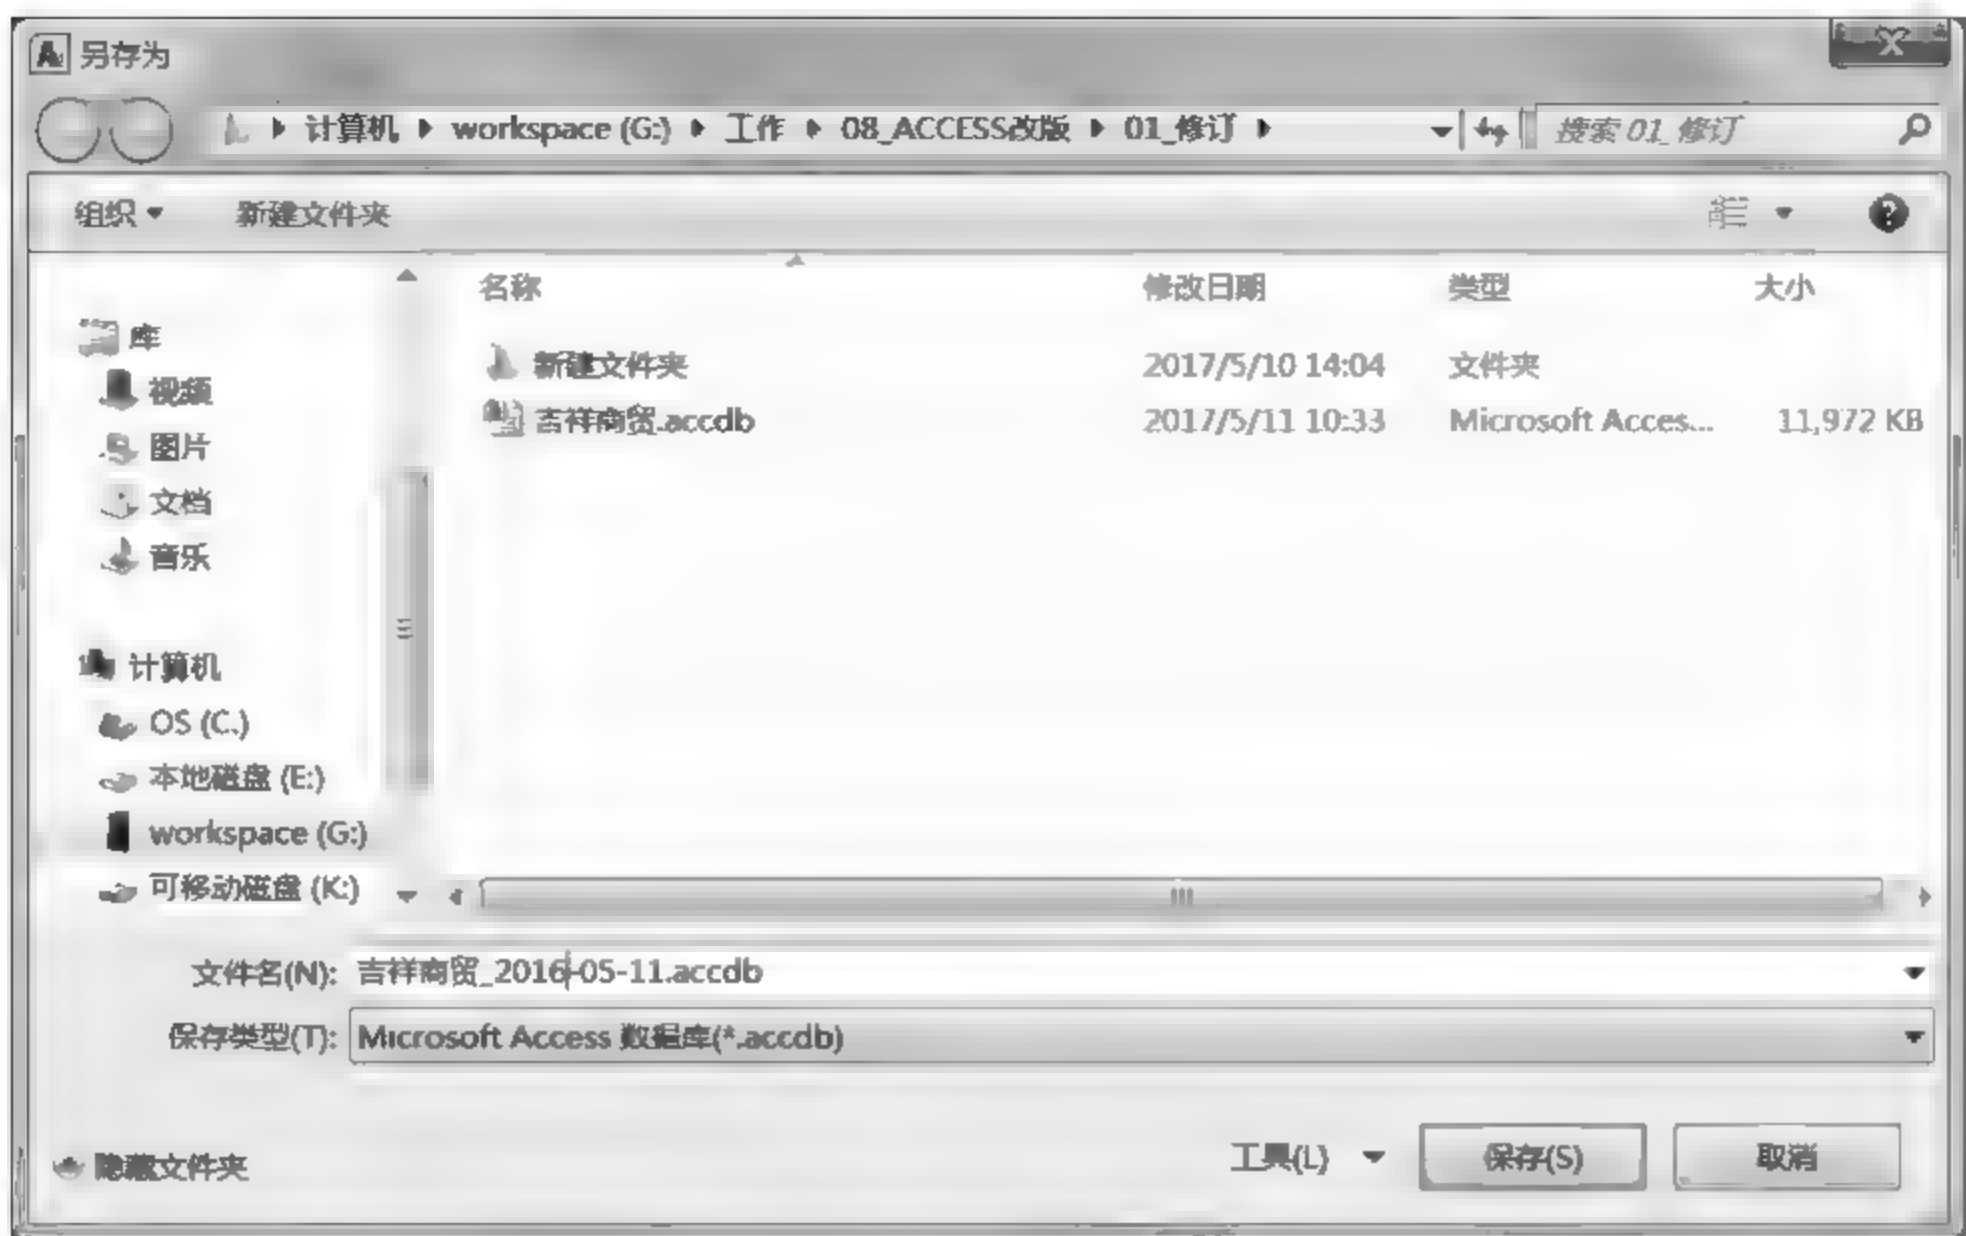 另存为
计算机 workspace (G:) 工作 08_ACCESS改版 01_修订 搜索 01_修订
组织 新建文件夹
名称 修改日期 类型 大小
新建文件夹 2017/5/10 14:04 文件夹
吉祥商贸.accdb 2017/5/11 10:33 Microsoft Acces... 11,972 KB
库
视频
图片
文档
音乐
计算机
OS (C:)
本地磁盘 (E:)
workspace (G:)
可移动磁盘 (K:)
文件名(N): 吉祥商贸_2016-05-11.accdb
保存类型(T): Microsoft Access 数据库(*.accdb)
隐藏文件夹 工具(L) 保存(S) 取消